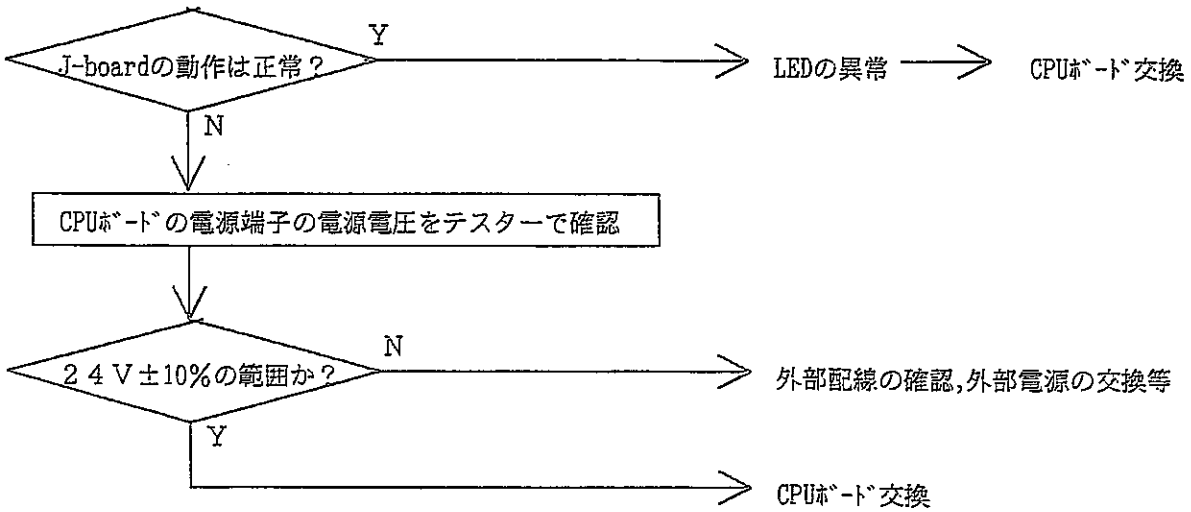 Y
J-boardの動作は正常？
LEDの異常
CPUﾎﾞｰﾄﾞ交換
N
CPUﾎﾞｰﾄﾞの電源端子の電源電圧をテスターで確認
N
２４Ｖ±10%の範囲か？
外部配線の確認,外部電源の交換等
Y
CPUﾎﾞｰﾄﾞ交換